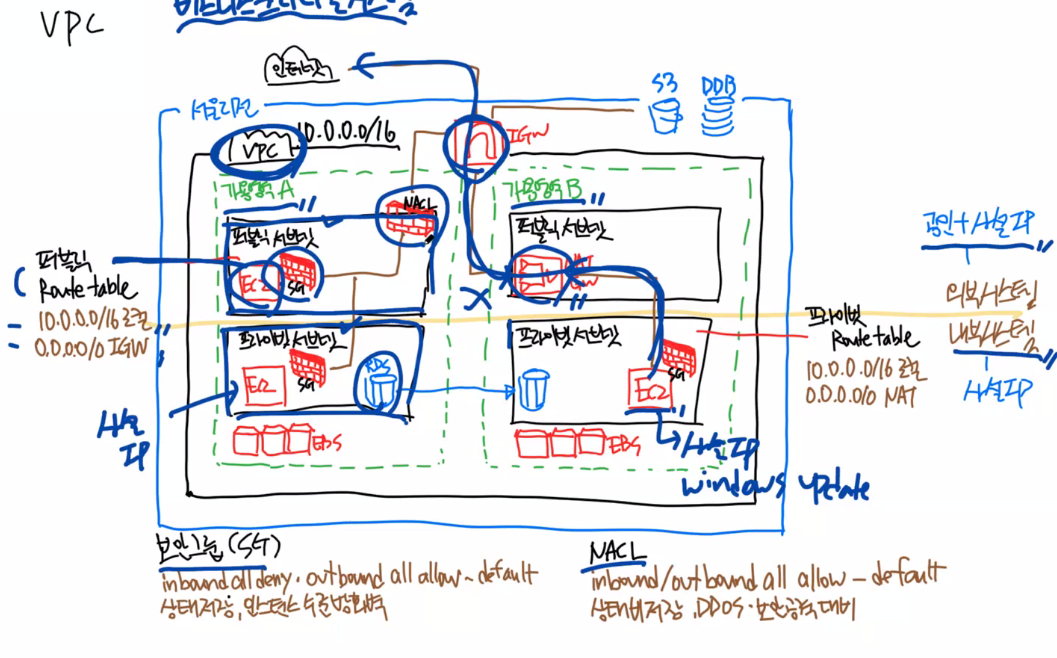 VPC
인터넷
S3
DDB
서울리전
10.0.0.0/16
IGW
VPC
가용영역 A
NACL
가용영역 B
퍼블릭 서브넷
퍼블릭 서브넷
공인+사설IP
퍼블릭
Route table
10.0.0.0/16 로컬
0.0.0.0/0 IGW
EC2
SG
NAT
GW
외부시스템
프라이빗 서브넷
프라이빗 서브넷
프라이빗
Route table
10.0.0.0/16 로컬
0.0.0.0/0 NAT
내부시스템
사설IP
EC2
SG
RDS
EC2
SG
사설
IP
EBS
EBS
사설IP
windows update
보안그룹 (SG)
inbound all deny. outbound all allow - default
상태저장, 인스턴스 수준 방화벽
NACL
inbound/outbound all allow - default
상태비저장, DDOS·보안공격 대비